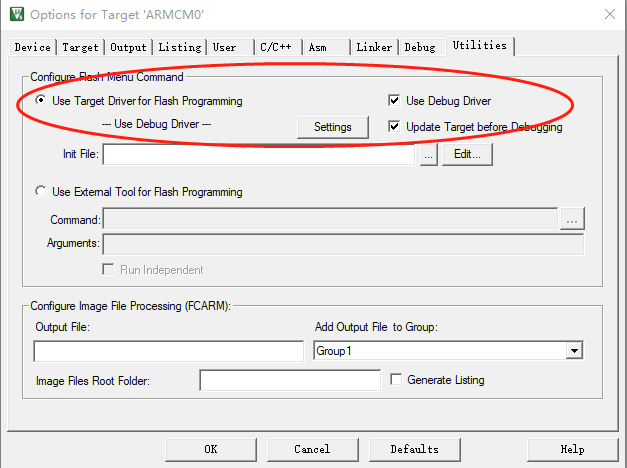 Options for Target 'ARMCM0'
Device Target Output Listing User C/C++ Asm Linker Debug Utilities
Configure Flash Menu Command
Use Target Driver for Flash Programming Use Debug Driver
--- Use Debug Driver --- Settings Update Target before Debugging
Init File: ... Edit...
Use External Tool for Flash Programming
Command: ...
Arguments:
Run Independent
Configure Image File Processing (FCARM):
Output File: Add Output File to Group:
Group1
Image Files Root Folder: Generate Listing
OK Cancel Defaults Help